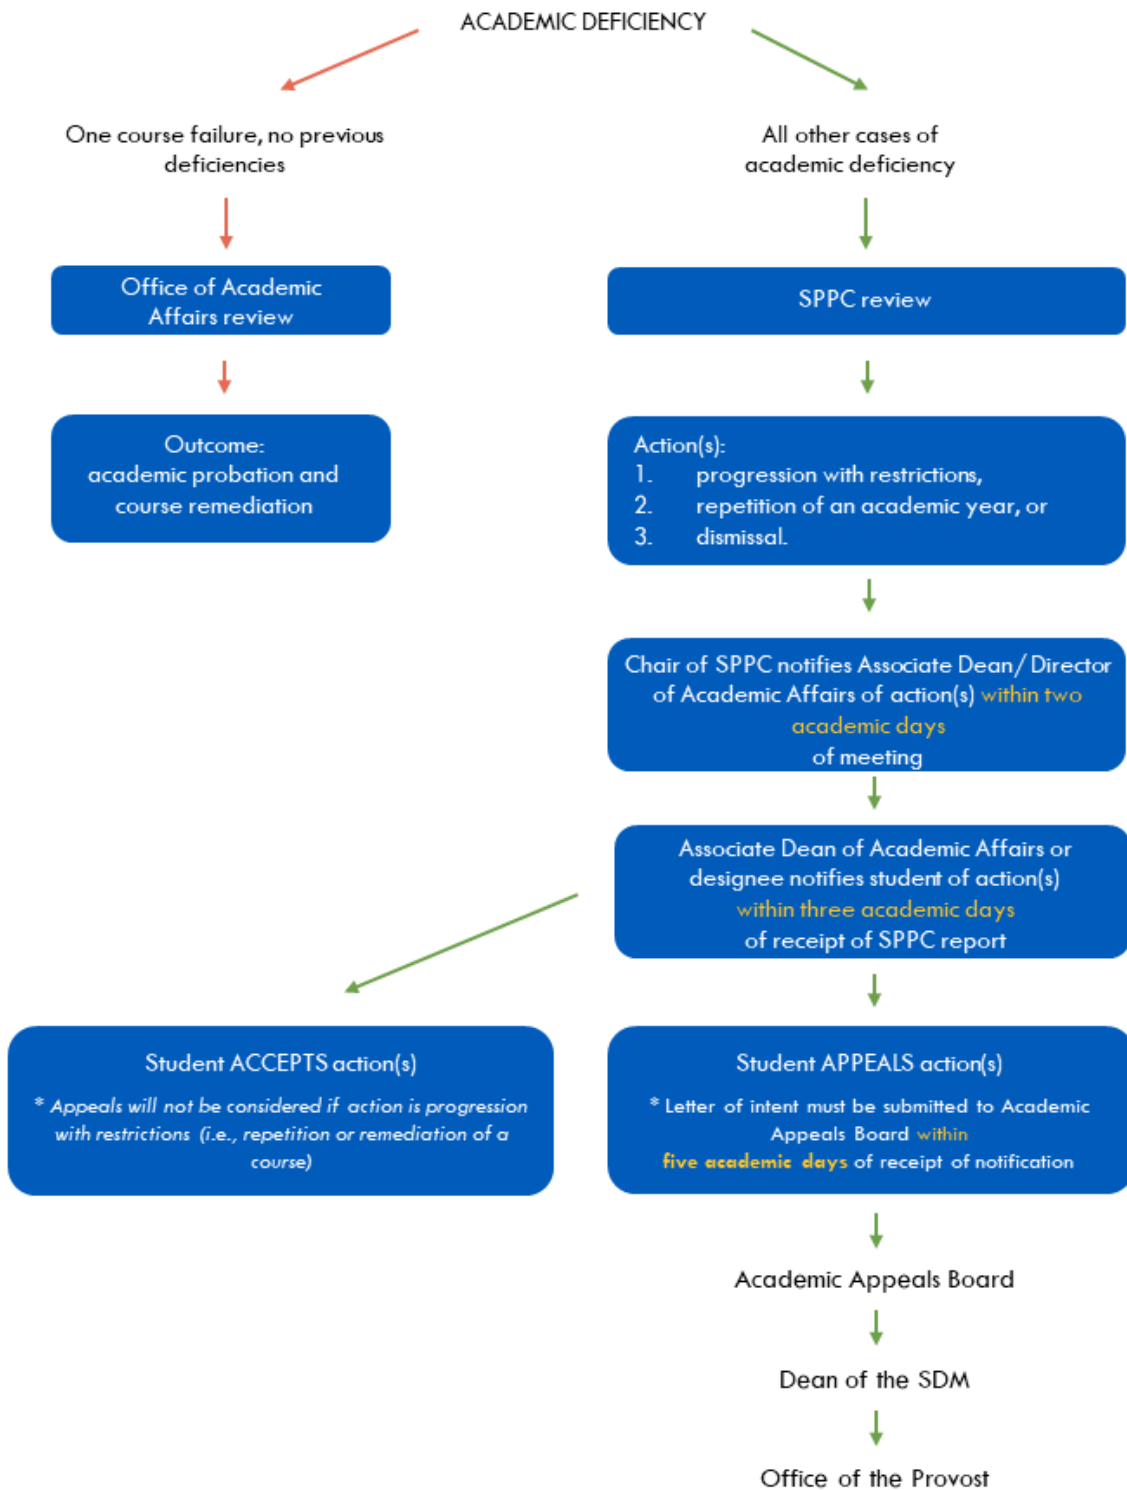 ACADEMIC DEFICIENCY
One course failure, no previous
deficiencies
All other cases of
academic deficiency
Office of Academic
Affairs review
SPPC review
Outcome:
academic probation and
course remediation
Action(s):
1. progression with restrictions,
2. repetition of an academic year, or
3. dismissal.
Chair of SPPC notifies Associate Dean/Director
of Academic Affairs of action(s) within two
academic days
of meeting
Associate Dean of Academic Affairs or
designee notifies student of action(s)
within three academic days
of receipt of SPPC report
Student ACCEPTS action(s)
* Appeals will not be considered if action is progression
with restrictions (i.e., repetition or remediation of a
course)
Student APPEALS action(s)
* Letter of intent must be submitted to Academic
Appeals Board within
five academic days of receipt of notification
Academic Appeals Board
Dean of the SDM
Office of the Provost